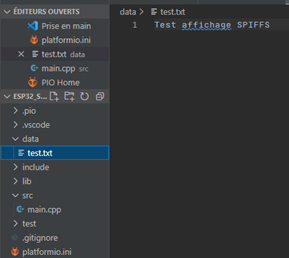 ÉDITEURS OUVERTS
Prise en main
platformio.ini
test.txt data
main.cpp src
PIO Home
ESP32_S...
.pio
.vscode
data
test.txt
include
lib
src
main.cpp
test
.gitignore
platformio.ini
data > test.txt
1 Test affichage SPIFFS